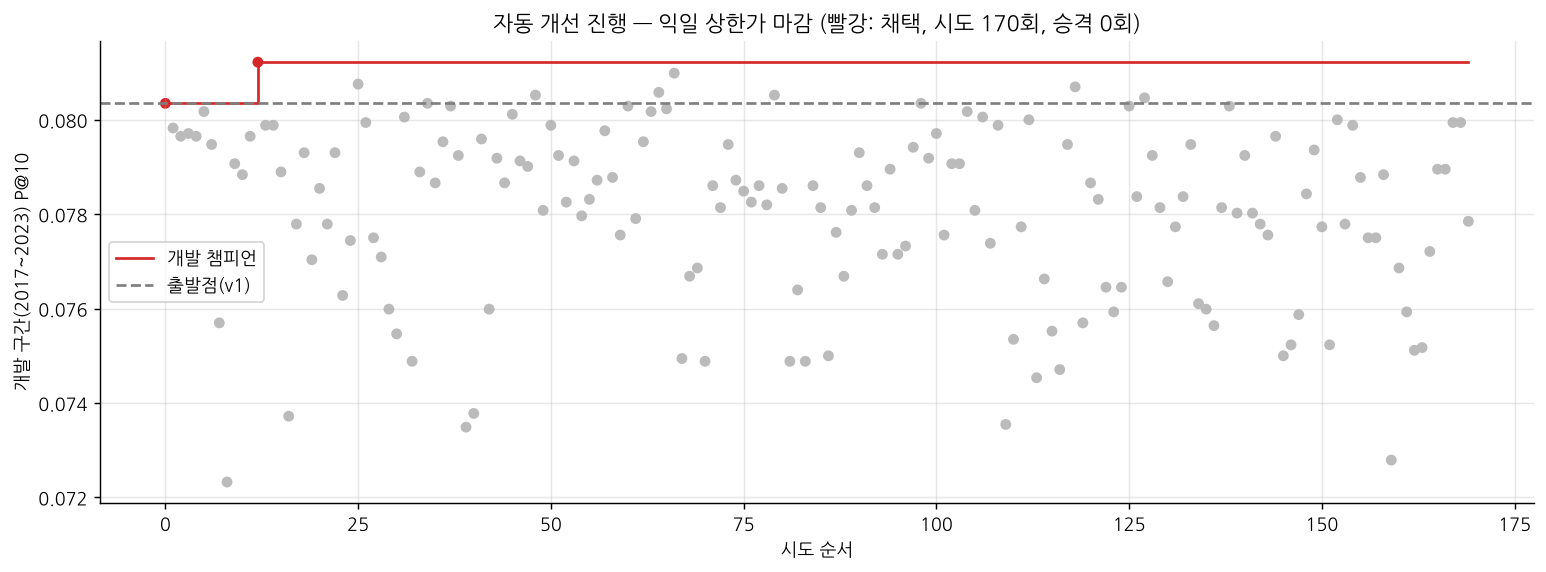 자동 개선 진행 — 익일 상한가 마감 (빨강: 채택, 시도 170회, 승격 0회)
개발 구간(2017~2023) P@10
0.080
0.078
0.076
0.074
0.072
개발 챔피언
출발점(v1)
0 25 50 75 100 125 150 175
시도 순서